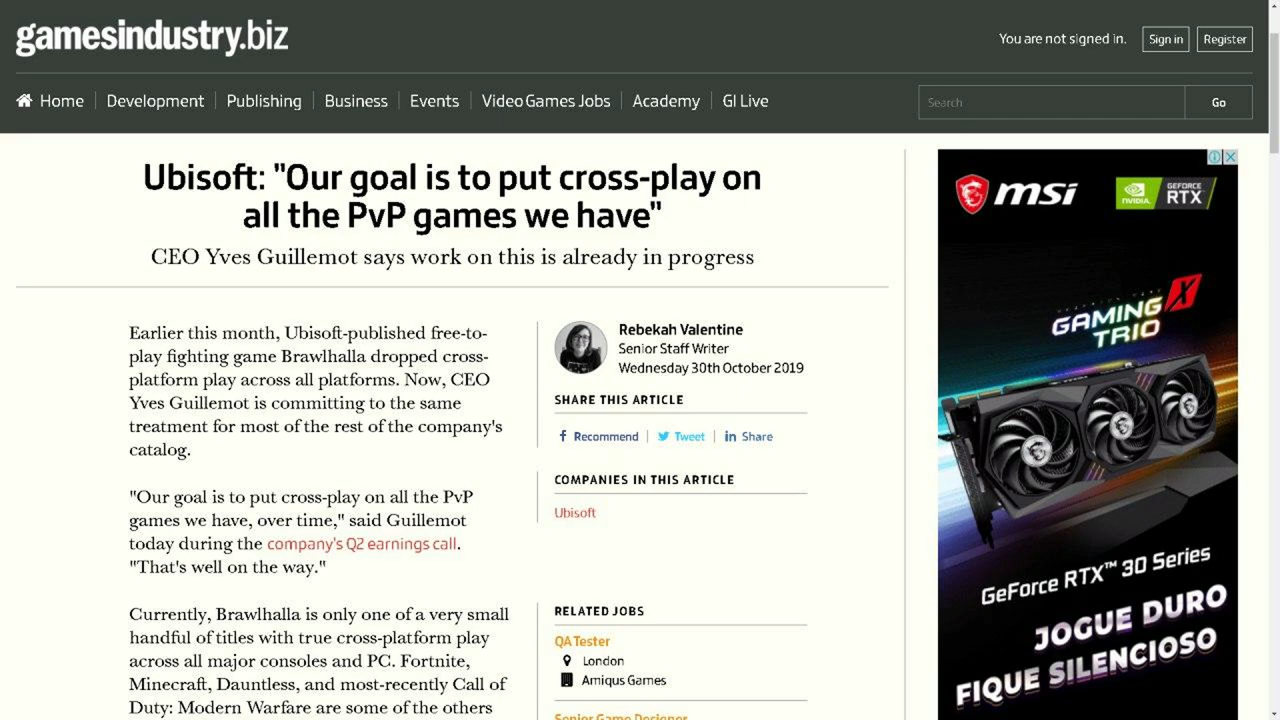 gamesindustry.biz
You are not signed in.
Sign in
Register
Home
Development
Publishing
Business
Events
Video Games Jobs
Academy
GI Live
Search
Go
Ubisoft: "Our goal is to put cross-play on
all the PvP games we have"
CEO Yves Guillemot says work on this is already in progress
Earlier this month, Ubisoft-published free-to-
play fighting game Brawlhalla dropped cross-
platform play across all platforms. Now, CEO
Yves Guillemot is committing to the same
treatment for most of the rest of the company's
catalog.
"Our goal is to put cross-play on all the PvP
games we have, over time," said Guillemot
today during the company's Q2 earnings call.
"That's well on the way."
Currently, Brawlhalla is only one of a very small
handful of titles with true cross-platform play
across all major consoles and PC. Fortnite,
Minecraft, Dauntless, and most-recently Call of
Duty: Modern Warfare are some of the others
Rebekah Valentine
Senior Staff Writer
Wednesday 30th October 2019
SHARE THIS ARTICLE
Recommend
Tweet
Share
COMPANIES IN THIS ARTICLE
Ubisoft
RELATED JOBS
QA Tester
London
Amiqus Games
Senior Game Designer
msi
NVIDIA
GEFORCE
RTX
GAMING X
TRIO
GeForce RTX™ 30 Series
JOGUE DURO
FIQUE SILENCIOSO